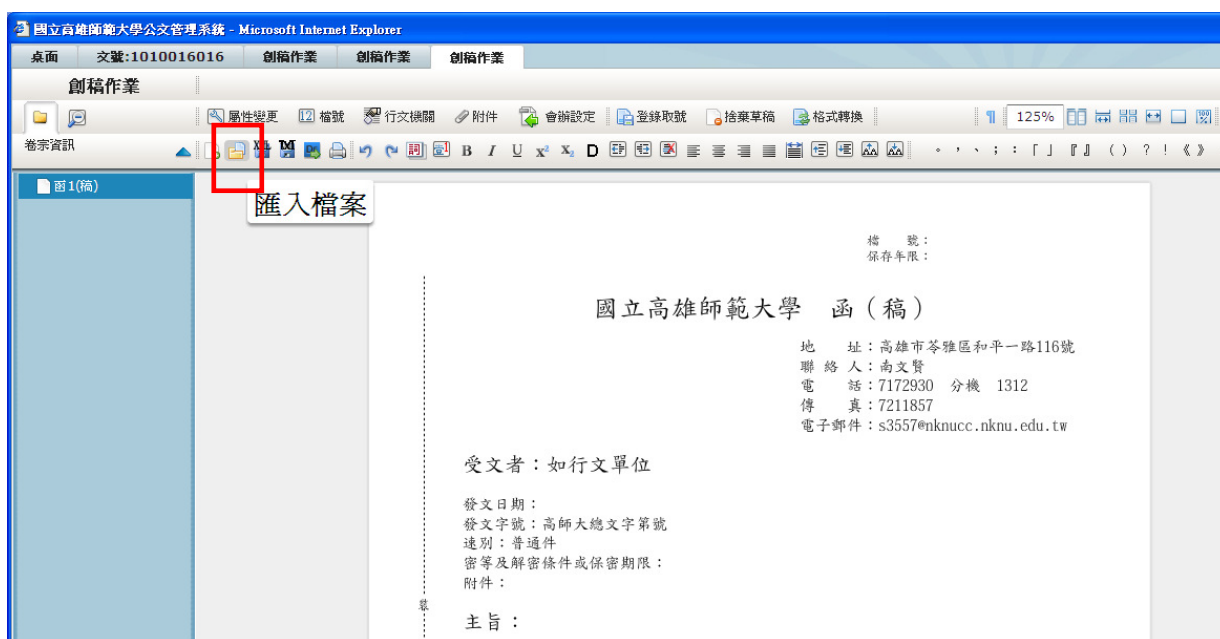 國立高雄師範大學公文管理系統 - Microsoft Internet Explorer
桌面 文號:1010016016 創稿作業 創稿作業 創稿作業
創稿作業
屬性變更 12 檔號 行文機關 附件 會辦設定 登錄取號 捨棄草稿 格式轉換 ¶ 125%
卷宗資訊
B I U x² X₂ D 。 , 、 ; : 「 」 『 』 ( ) ? ! 《 》
函1(稿)
匯入檔案
檔 號:
保存年限:
國立高雄師範大學 函(稿)
地 址:高雄市苓雅區和平一路116號
聯 絡 人:南文賢
電 話:7172930 分機 1312
傳 真:7211857
電子郵件:s3557@nknucc.nknu.edu.tw
受文者:如行文單位
發文日期:
發文字號:高師大總文字第號
速別:普通件
密等及解密條件或保密期限:
附件:
裝
主旨: